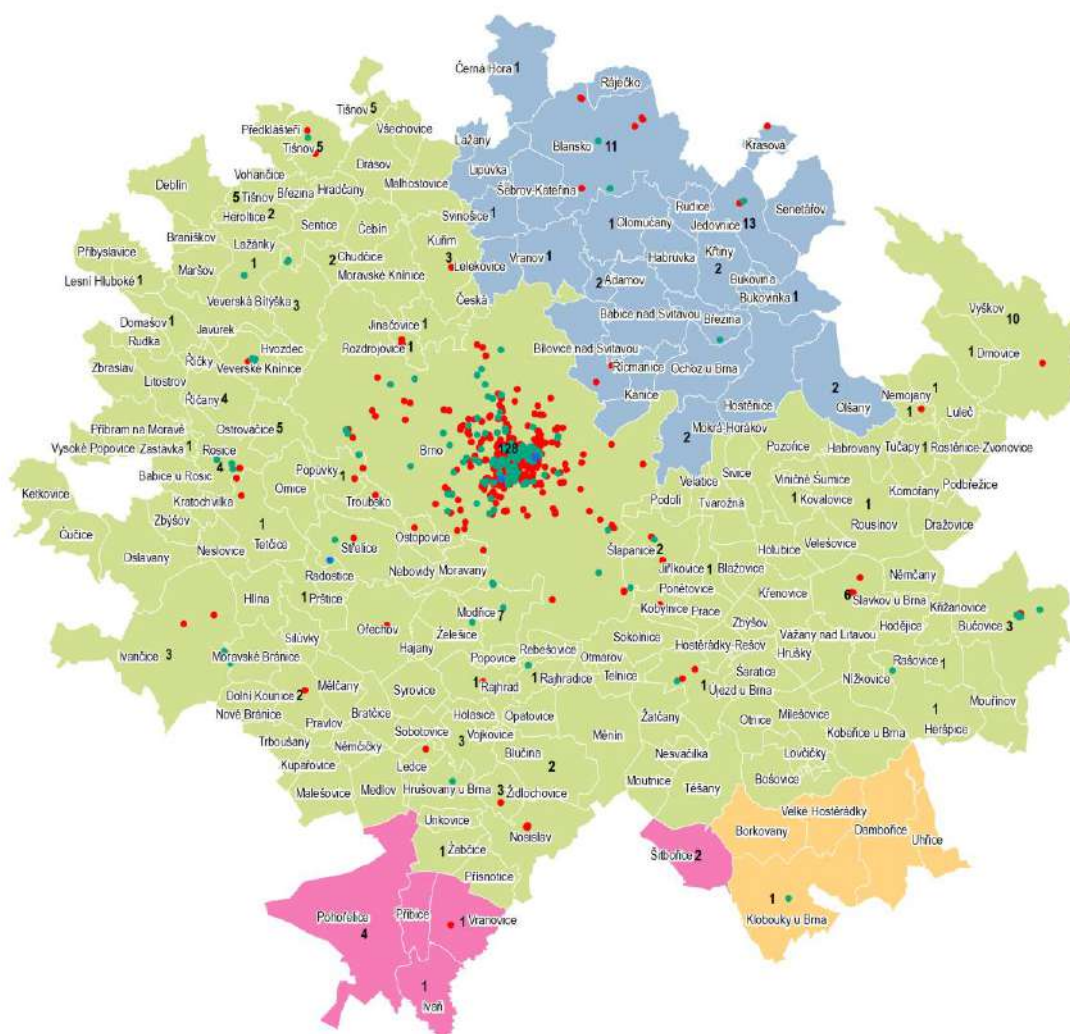 Černá Hora 1
Ráječko
Tišnov 5
Předklášteří
Všechovice
Lažany
Blansko 11
Krasová
Tišnov 5
Drásov
Lipůvka
Vohančice
Malhostovice
Šebrov-Kateřina
Deblín
Březina
Hradčany
5 Tišnov
Svinošice 1
1 Olomučany
Rudice
Jedovnice 13
Senetářov
Heroltice 2
Sentice
Čebín
Kuřim
Braníškov
Lažánky 1
2 Chudčice
3 Lelekovice
Vranov 1
Habrůvka
Křtiny 2
Přibyslavice
Maršov
Moravské Knínice
2 Adamov
Bukovina
Lesní Hluboké 1
Veverská Bítýška 3
Česká
Bukovinka 1
Vyškov 10
Domašov 1
Javůrek
Jinačovice 1
Babice nad Svitavou
Březina
Rudka
Hvozdec
Rozdrojovice 1
Bílovice nad Svitavou
1 Drnovice
Zbraslav
Říčky
Veverské Knínice
Řícmanice
Ochoz u Brna
Litostrov
Kanice
2 Olšany
Nemojany 1
Říčany 4
Hostěnice
1
Luleč
Příbram na Moravě
Ostrovačice 5
Mokrá-Horákov 2
Vysoké Popovice
Zastávka 1
Rosice 4
Brno 128
Pozořice
Habrovany
Tučapy 1
Rostěnice-Zvonovice
Babice u Rosic
Popůvky 1
Sivice
Viničné Šumice
Velatice
Podbřežice
Ketkovice
Omice
Troubsko
Podolí
Tvarožná
1 Kovalovice
1
Komořany
Kratochvilka
Rousínov
Čučice
Zbýšov
1 Tetčice
Ostopovice
Dražovice
Oslavany
Neslovice
Střelice
Šlapanice 2
Holubice
Velešovice
Radostice
Nebovidy
Moravany
Jiříkovice 1
Blažovice
Hlína
1 Prštice
Ponětovice
Křenovice
Němčany
Modřice 7
Kobylnice
Prace
6 Slavkov u Brna
Křižanovice
Silůvky
Ořechov
Želešice
Zbýšov
Hodějice
Bučovice 3
Ivančice 3
Moravské Bránice
Hajany
Rebešovice
Sokolnice
Hostěrádky-Rešov
Vážany nad Litavou
Popovice
Otmarov
Hrušky
Rašovice 1
Mělčany
Syrovice
1 Rajhrad
1 Rajhradice
Telnice
Šaratice
Nížkovice
Dolní Kounice 2
1 Újezd u Brna
Mouřínov
Nové Bránice
Bratčice
Holasice
Opatovice
Žatčany
Otnice
Milešovice
1 Heršpice
Pravlov
Sobotovice
3 Vojkovice
Měnín
Kobeřice u Brna
Trboušany
Němčičky
Blučina 2
Nesvačilka
Lovčičky
Kupařovice
Ledce
Moutnice
Těšany
Bošovice
Malešovice
Medlov
Hrušovany u Brna
3 Židlochovice
Unkovice
Nosislav
Velké Hostěrádky
Borkovany
Dambořice
Uhřice
1 Žabčice
Šitbořice 2
Přísnotice
Pohořelice 4
Přibice
1 Vranovice
1
Klobouky u Brna
1
Ivaň